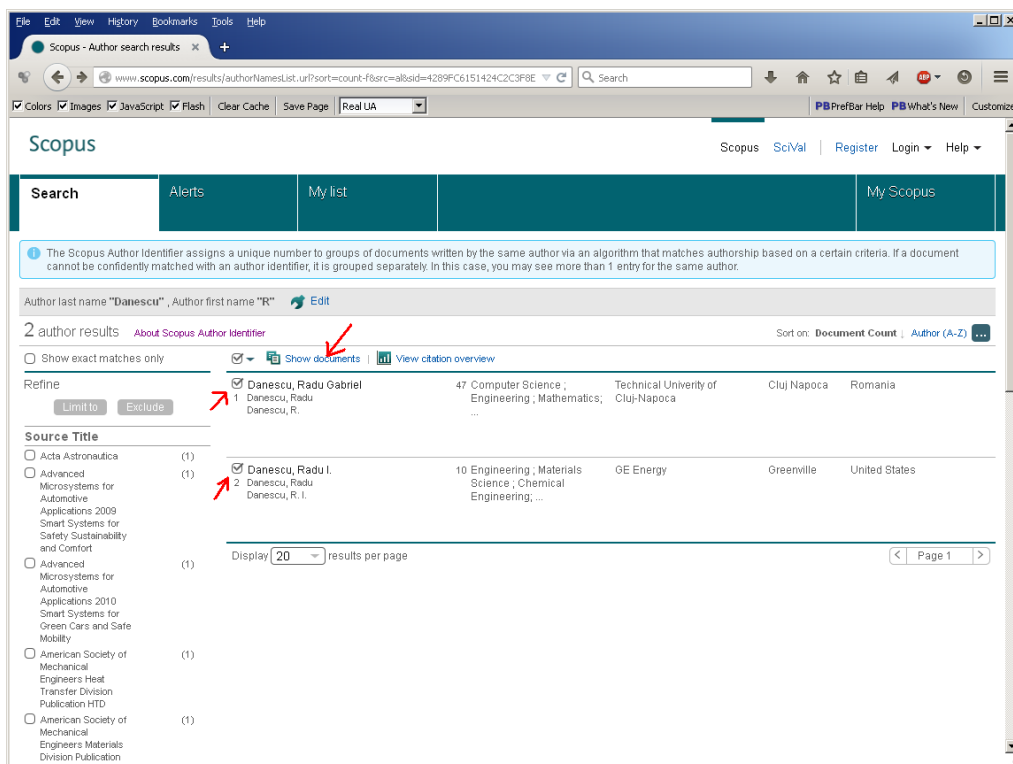 File Edit View History Bookmarks Tools Help
Scopus - Author search results × +
www.scopus.com/results/authorNamesList.url?sort=count-f&src=al&sid=4289FC6151424C2C3F8E Search
Colors Images JavaScript Flash Clear Cache Save Page Real UA PB PrefBar Help PB What's New Customize
Scopus
Scopus SciVal | Register Login Help
Search Alerts My list My Scopus
The Scopus Author Identifier assigns a unique number to groups of documents written by the same author via an algorithm that matches authorship based on a certain criteria. If a document
cannot be confidently matched with an author identifier, it is grouped separately. In this case, you may see more than 1 entry for the same author.
Author last name "Danescu" , Author first name "R" Edit
2 author results About Scopus Author Identifier Sort on: Document Count Author (A-Z) ...
Show exact matches only
Show documents | View citation overview
Refine
Limit to Exclude
Source Title
Acta Astronautica (1)
Advanced (1)
Microsystems for
Automotive
Applications 2009
Smart Systems for
Safety Sustainability
and Comfort
Advanced (1)
Microsystems for
Automotive
Applications 2010
Smart Systems for
Green Cars and Safe
Mobility
American Society of (1)
Mechanical
Engineers Heat
Transfer Division
Publication HTD
American Society of (1)
Mechanical
Engineers Materials
Division Publication
Danescu, Radu Gabriel 47 Computer Science ; Technical Univerity of Cluj Napoca Romania
1 Danescu, Radu Engineering ; Mathematics; Cluj-Napoca
Danescu, R. ...
Danescu, Radu I. 10 Engineering ; Materials GE Energy Greenville United States
2 Danescu, Radu Science ; Chemical
Danescu, R. I. Engineering; ...
Display 20 results per page < Page 1 >